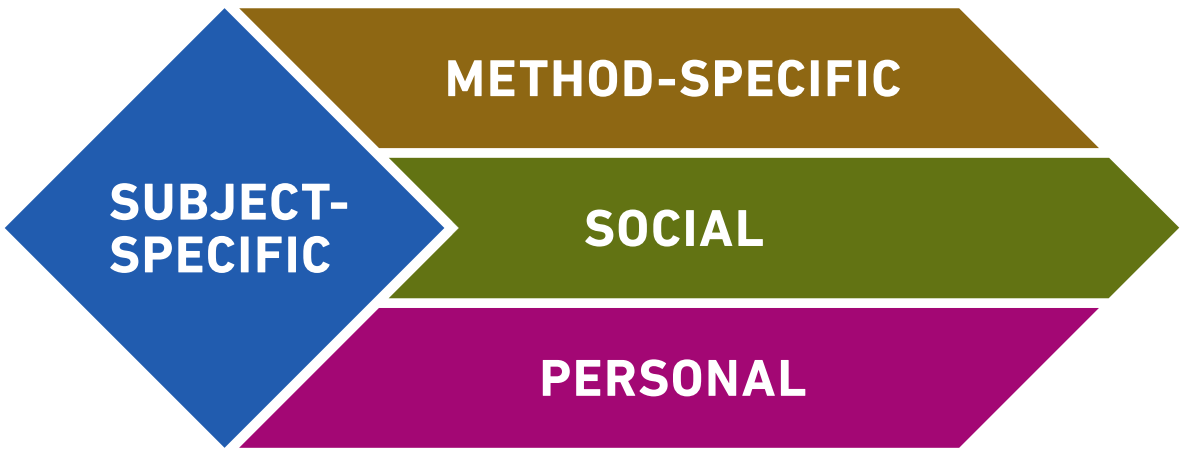 METHOD-SPECIFIC
SUBJECT-
SPECIFIC
SOCIAL
PERSONAL